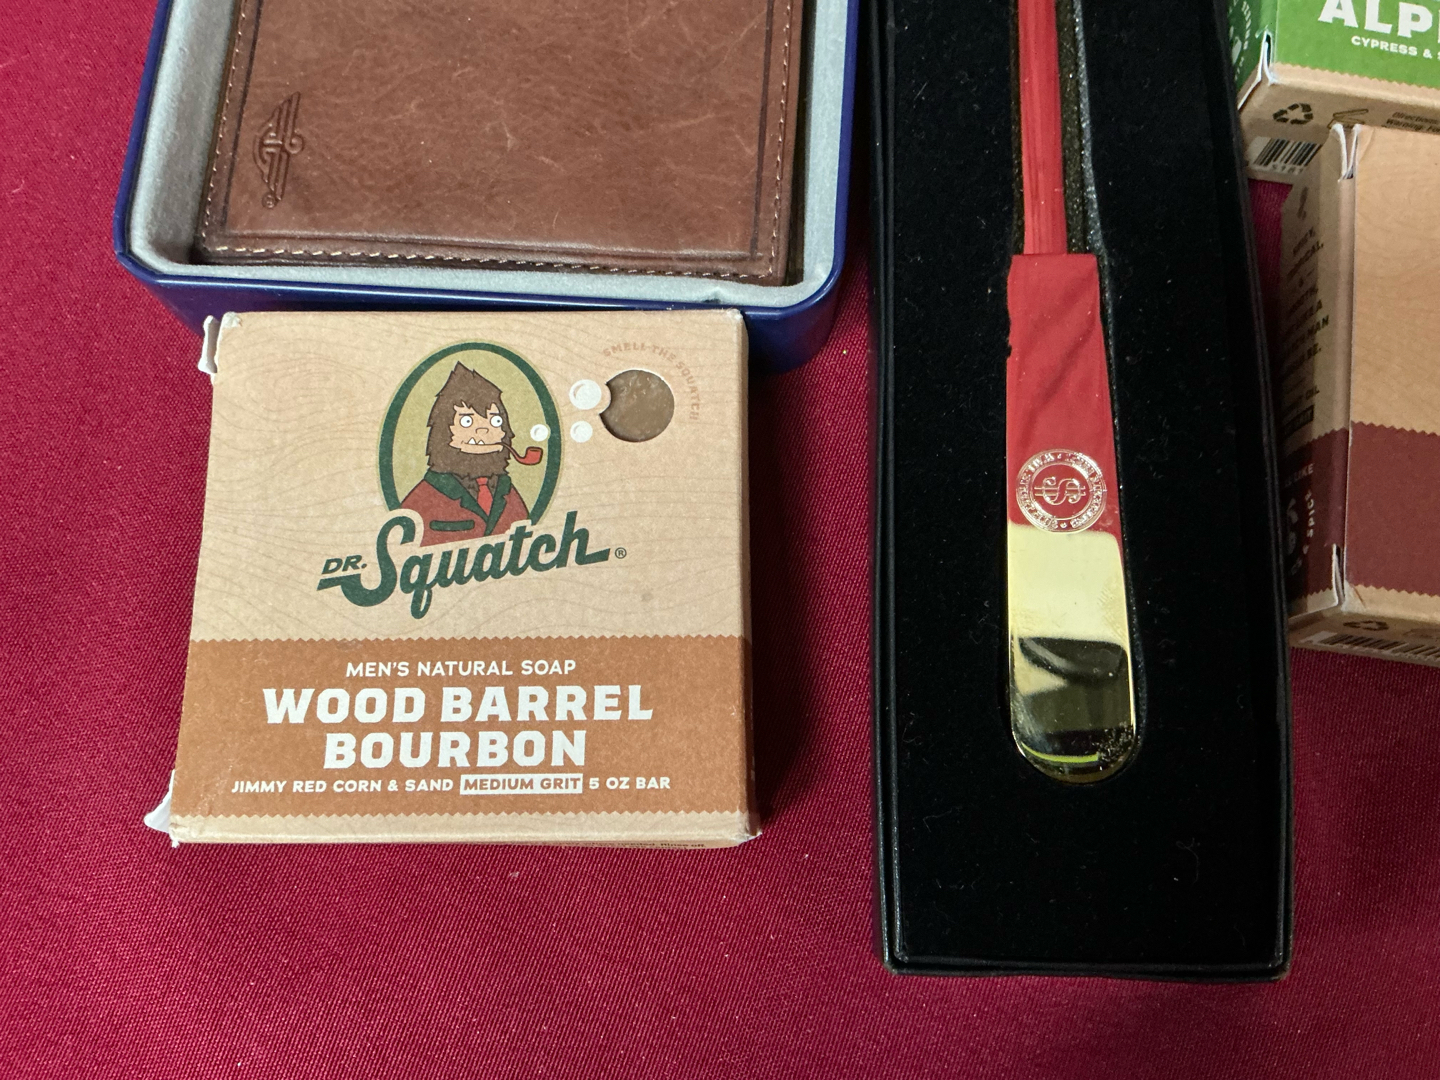 SMELL THE SQUATCH
DR. Squatch®
MEN'S NATURAL SOAP
WOOD BARREL
BOURBON
JIMMY RED CORN & SAND MEDIUM GRIT 5 OZ BAR
ALP
CYPRESS &